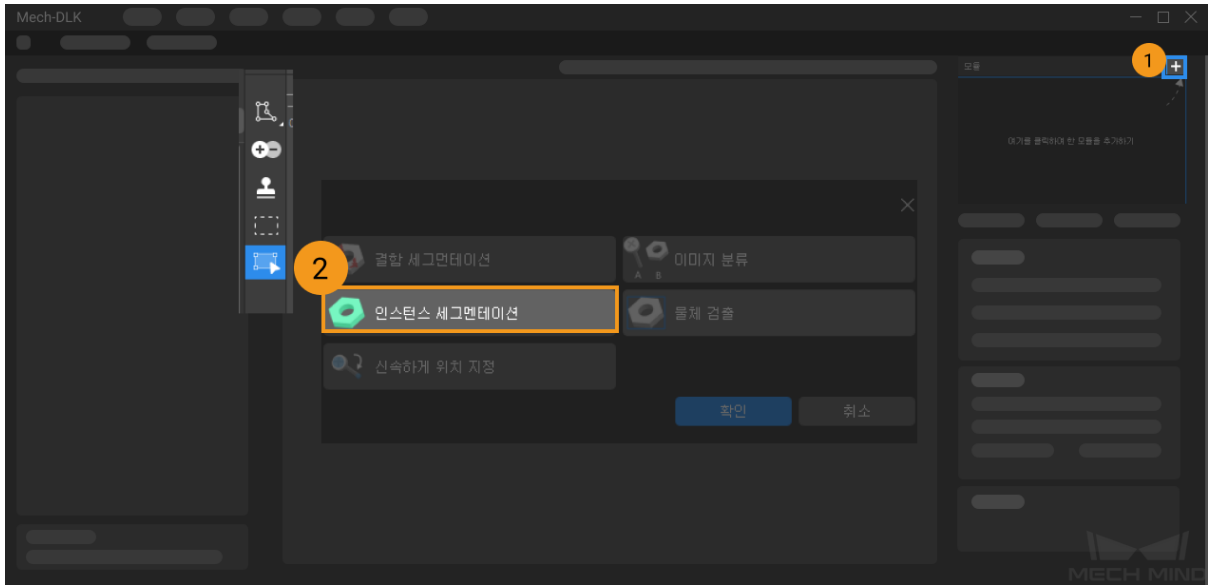 Mech-DLK
1
모듈
여기를 클릭하여 한 모듈을 추가하기
2
결함 세그먼테이션
이미지 분류
A B
인스턴스 세그멘테이션
물체 검출
신속하게 위치 지정
확인
취소
MECH MIND